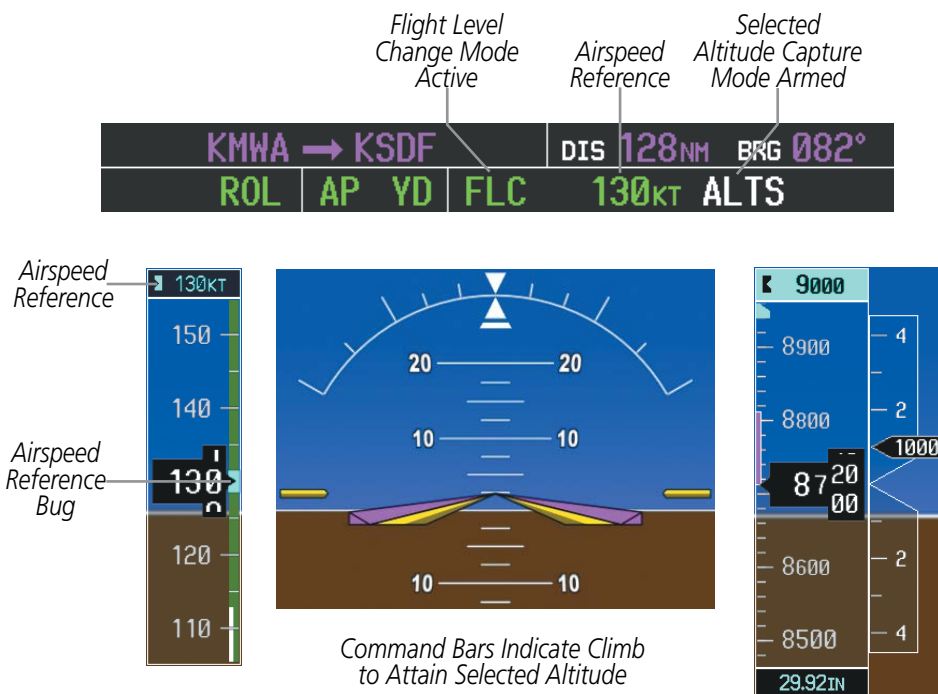 Flight Level
Change Mode
Active
Airspeed
Reference
Selected
Altitude Capture
Mode Armed
KMWA → KSDF DIS 128NM BRG 082°
ROL AP YD FLC 130KT ALTS
Airspeed
Reference
130KT
150
140
130
120
110
Airspeed
Reference
Bug
20 20
10 10
10 10
9000
8900
8800
87 20
00
8600
8500
29.92IN
4
2
1000
2
4
Command Bars Indicate Climb
to Attain Selected Altitude